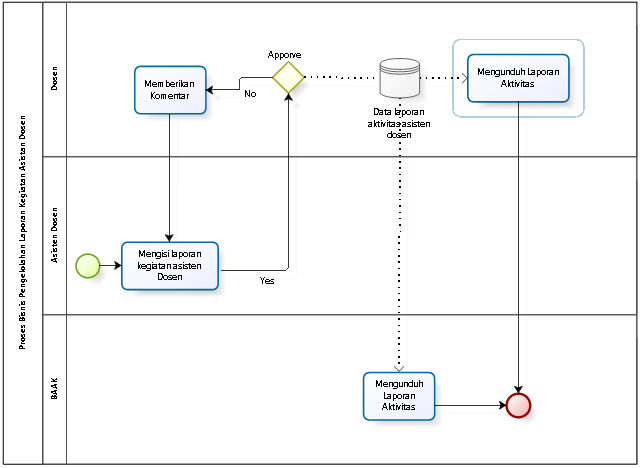 Proses Bisnis Pengelolahan Laporan Kegiatan Asistan Dosen
Dosen
Apporve
Memberikan
Komentar
No
Data laporan
aktivitas asisten
dosen
Mengunduh Laporan
Aktivitas
Asisten Dosen
Mengisi laporan
kegiatan asisten
Dosen
Yes
BAAK
Mengunduh
Laporan
Aktivitas